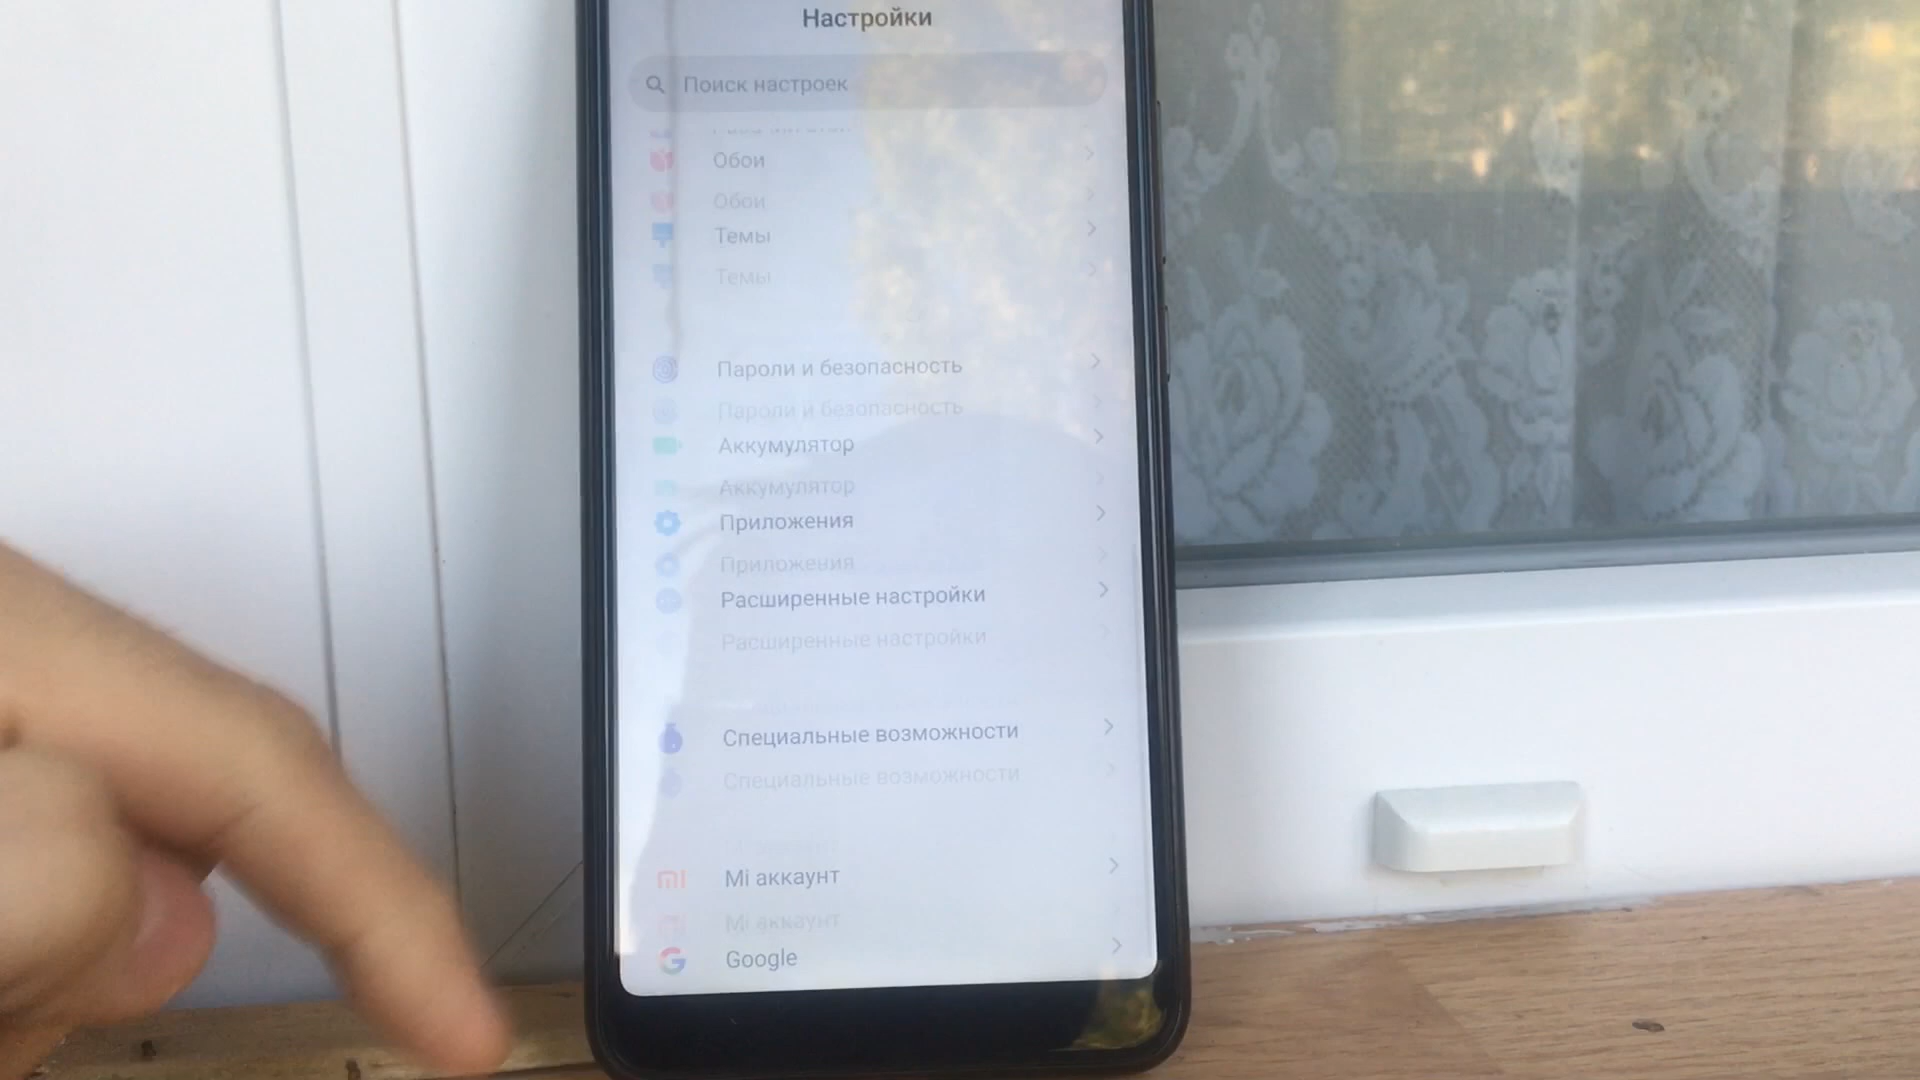 Настройки
Поиск настроек
Обои
Обои
Темы
Темы
Пароли и безопасность
Пароли и безопасность
Аккумулятор
Аккумулятор
Приложения
Приложения
Расширенные настройки
Расширенные настройки
Специальные возможности
Специальные возможности
Mi аккаунт
Mi аккаунт
Google